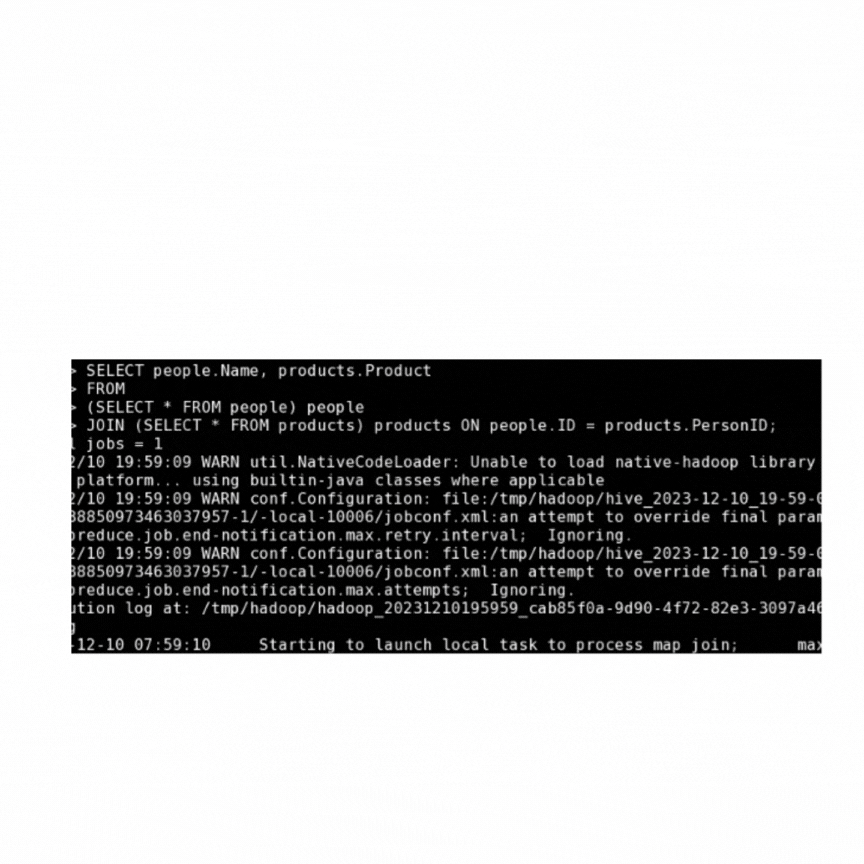 > SELECT people.Name, products.Product
> FROM
> (SELECT * FROM people) people
> JOIN (SELECT * FROM products) products ON people.ID = products.PersonID;
l jobs = 1
2/10 19:59:09 WARN util.NativeCodeLoader: Unable to load native-hadoop library
platform... using builtin-java classes where applicable
2/10 19:59:09 WARN conf.Configuration: file:/tmp/hadoop/hive_2023-12-10_19-59-0
38850973463037957-1/-local-10006/jobconf.xml:an attempt to override final param
preduce.job.end-notification.max.retry.interval;  Ignoring.
2/10 19:59:09 WARN conf.Configuration: file:/tmp/hadoop/hive_2023-12-10_19-59-0
38850973463037957-1/-local-10006/jobconf.xml:an attempt to override final param
preduce.job.end-notification.max.attempts;  Ignoring.
ution log at: /tmp/hadoop/hadoop_20231210195959_cab85f0a-9d90-4f72-82e3-3097a46
g
-12-10 07:59:10     Starting to launch local task to process map join;      max